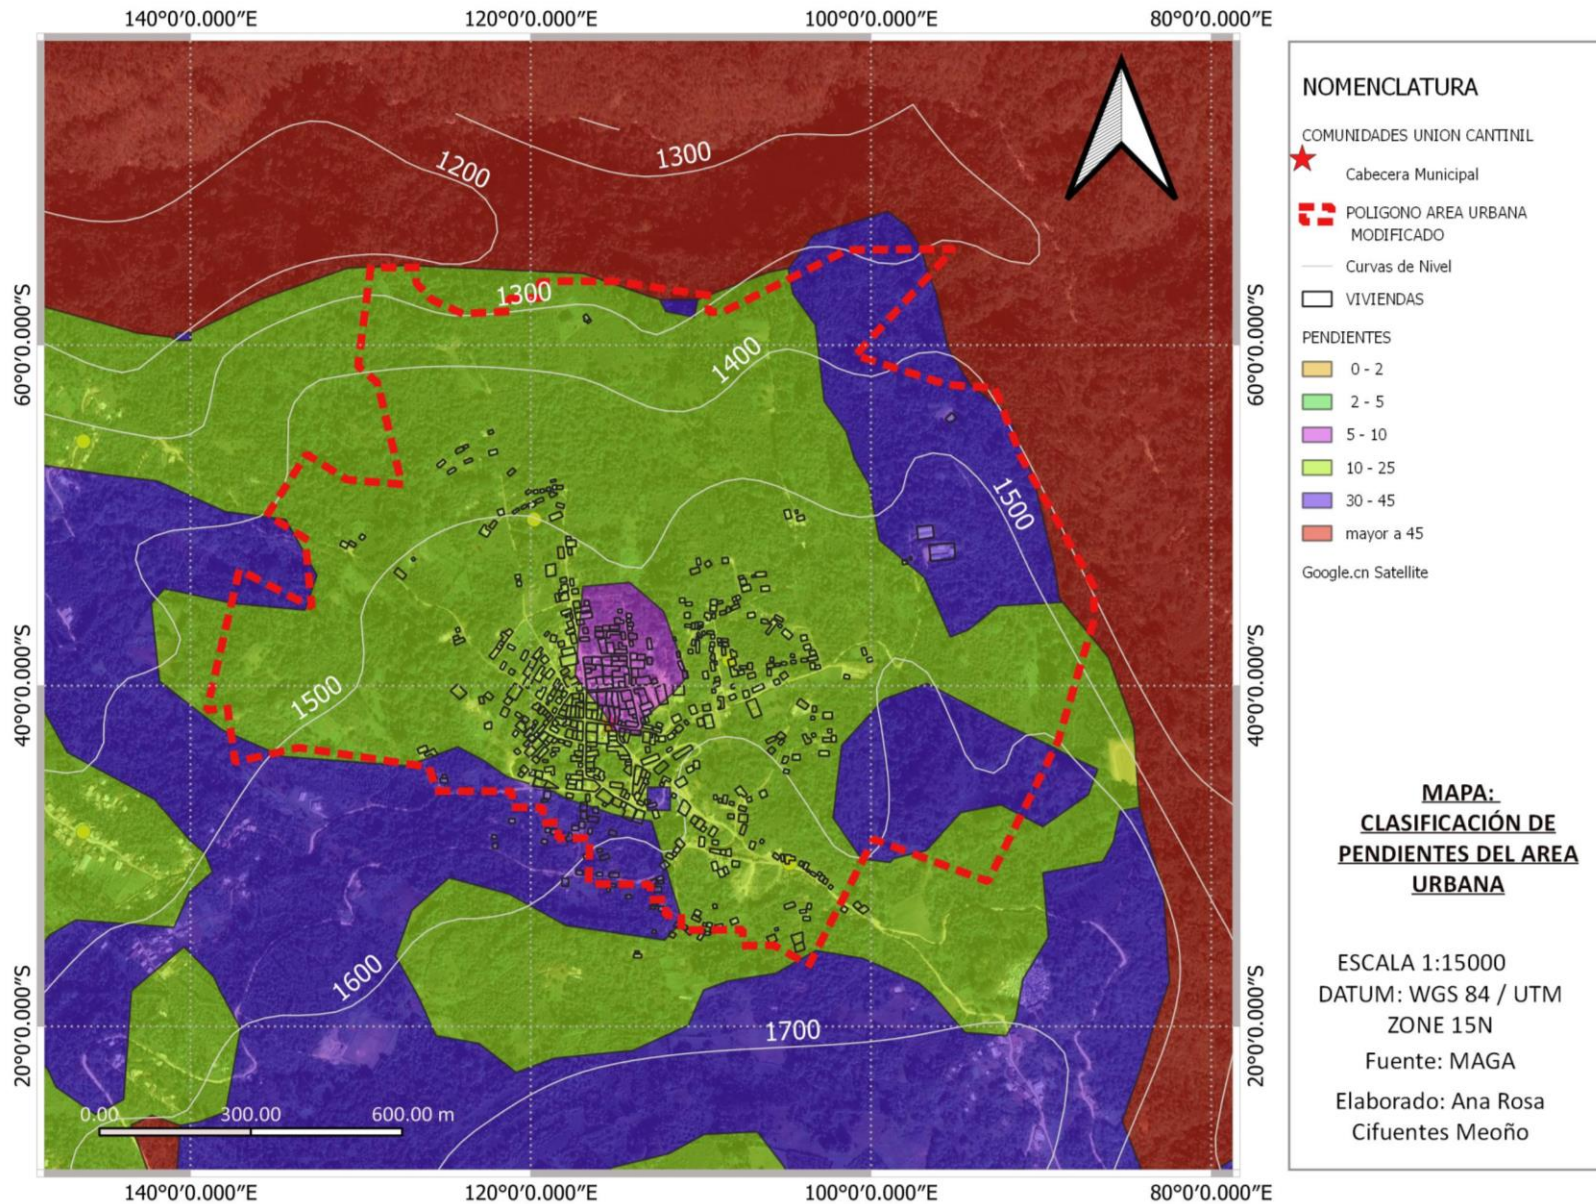 140°0'0.000"E
120°0'0.000"E
100°0'0.000"E
80°0'0.000"E
60°0'0.000"S
40°0'0.000"S
20°0'0.000"S
1200
1300
1300
1400
1500
1500
1600
1700
0.00
300.00
600.00 m
60°0'0.000"S
40°0'0.000"S
20°0'0.000"S
140°0'0.000"E
120°0'0.000"E
100°0'0.000"E
80°0'0.000"E
NOMENCLATURA
COMUNIDADES UNION CANTINIL
Cabecera Municipal
POLIGONO AREA URBANA
MODIFICADO
Curvas de Nivel
VIVIENDAS
PENDIENTES
0 - 2
2 - 5
5 - 10
10 - 25
30 - 45
mayor a 45
Google.cn Satellite
MAPA:
CLASIFICACIÓN DE
PENDIENTES DEL AREA
URBANA
ESCALA 1:15000
DATUM: WGS 84 / UTM
ZONE 15N
Fuente: MAGA
Elaborado: Ana Rosa
Cifuentes Meoño